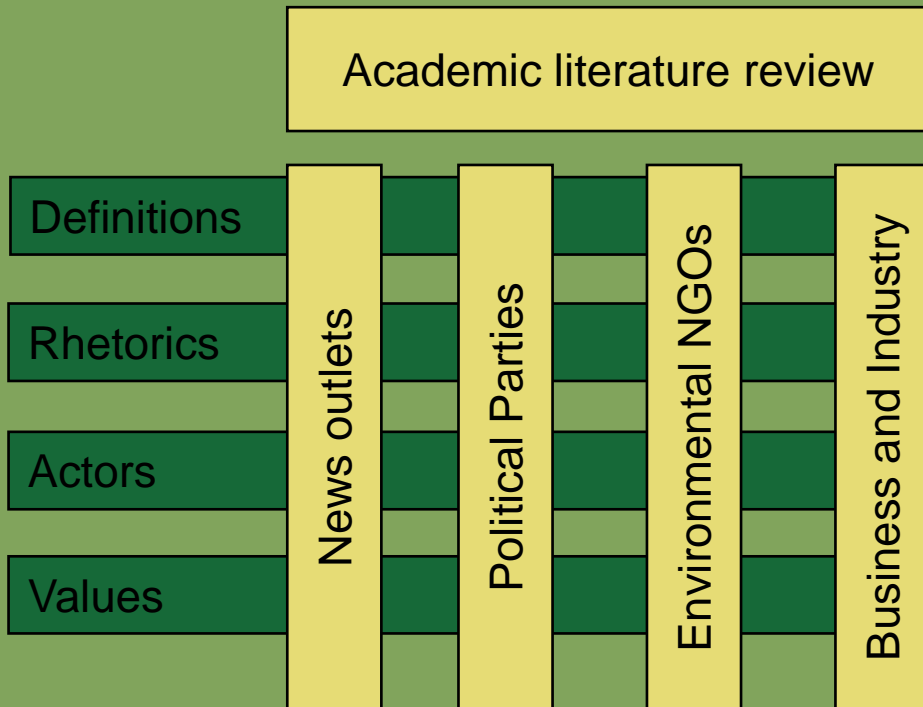 Academic literature review
Definitions
Rhetorics
Actors
Values
News outlets
Political Parties
Environmental NGOs
Business and Industry